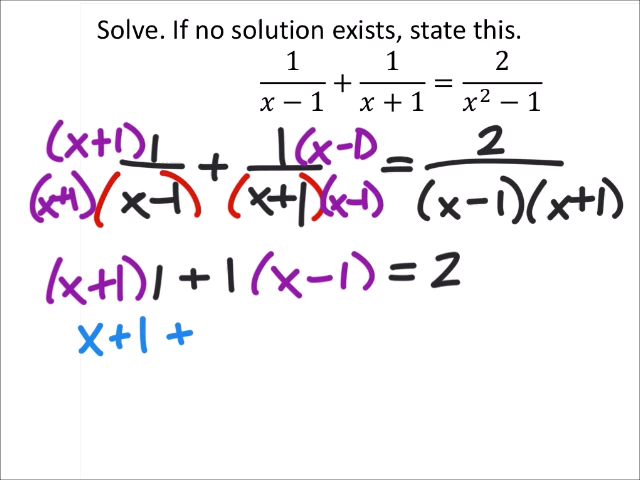 Solve. If no solution exists, state this.
1/(x − 1) + 1/(x + 1) = 2/(x² − 1)
(x+1)1/(x+1)(x−1) + 1(x−1)/(x+1)(x−1) = 2/(x−1)(x+1)
(x+1)1 + 1(x−1) = 2
x+1 +